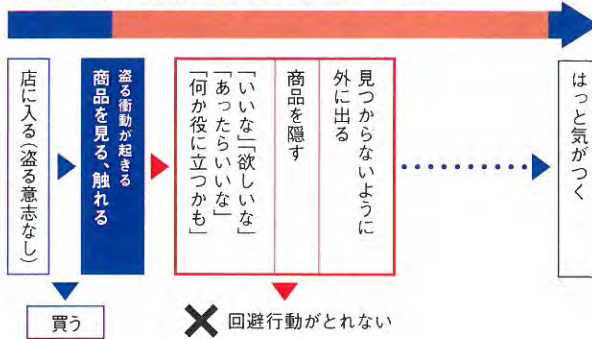 店に入る（盗る意志なし）
盗る衝動が起きる
商品を見る、触れる
「いいな」「欲しいな」
「あったらいいな」
「何か役に立つかも」
商品を隠す
見つからないように
外に出る
はっと気がつく
買う
回避行動がとれない